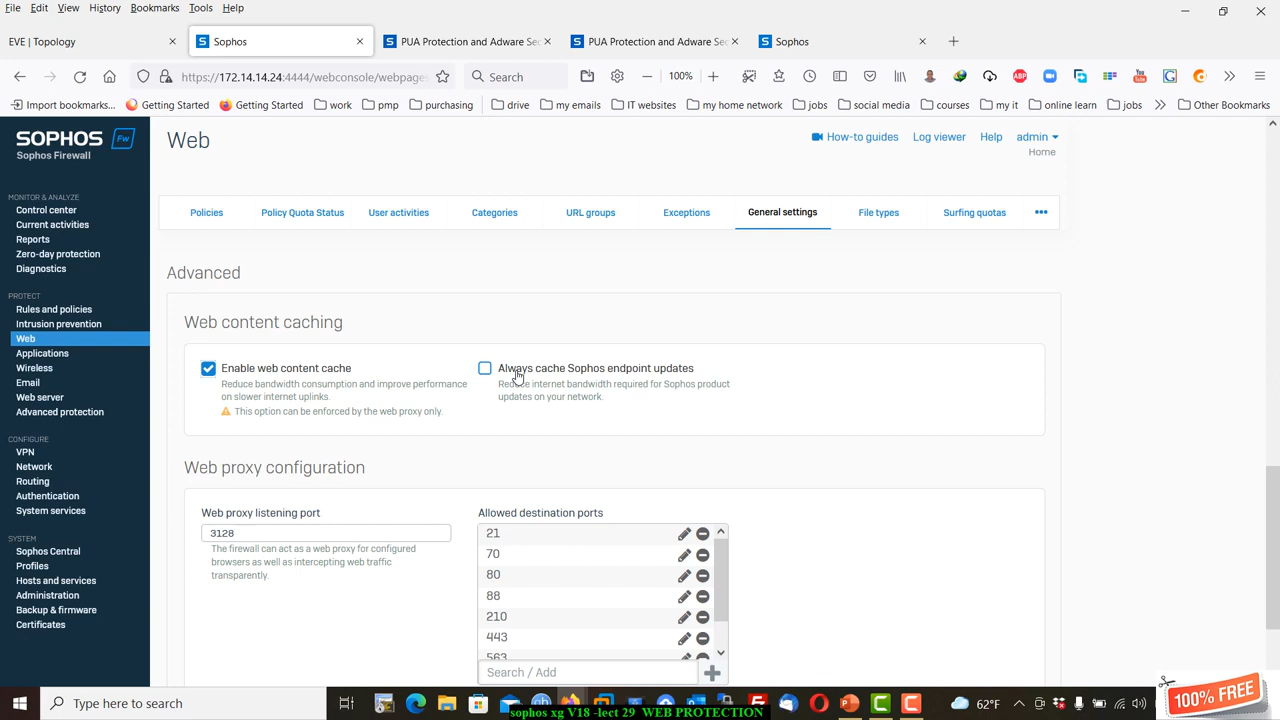 File Edit View History Bookmarks Tools Help
EVE | Topology
Sophos
PUA Protection and Adware Sec
PUA Protection and Adware Sec
Sophos
https://172.14.14.24:4444/webconsole/webpages
100%
Search
Import bookmarks...
Getting Started
Getting Started
work
pmp
purchasing
drive
my emails
IT websites
my home network
jobs
social media
courses
my it
online learn
jobs
Other Bookmarks
SOPHOS Fw
Sophos Firewall
MONITOR & ANALYZE
Control center
Current activities
Reports
Zero-day protection
Diagnostics
PROTECT
Rules and policies
Intrusion prevention
Web
Applications
Wireless
Email
Web server
Advanced protection
CONFIGURE
VPN
Network
Routing
Authentication
System services
SYSTEM
Sophos Central
Profiles
Hosts and services
Administration
Backup & firmware
Certificates
Web
How-to guides
Log viewer
Help
admin
Home
Policies
Policy Quota Status
User activities
Categories
URL groups
Exceptions
General settings
File types
Surfing quotas
Advanced
Web content caching
Enable web content cache
Reduce bandwidth consumption and improve performance
on slower internet uplinks.
This option can be enforced by the web proxy only.
Always cache Sophos endpoint updates
Reduce internet bandwidth required for Sophos product
updates on your network.
Web proxy configuration
Web proxy listening port
3128
The firewall can act as a web proxy for configured
browsers as well as intercepting web traffic
transparently.
Allowed destination ports
21
70
80
88
210
443
563
Search / Add
Type here to search
62°F
sophos xg V18 -lect 29 WEB PROTECTION
100% FREE